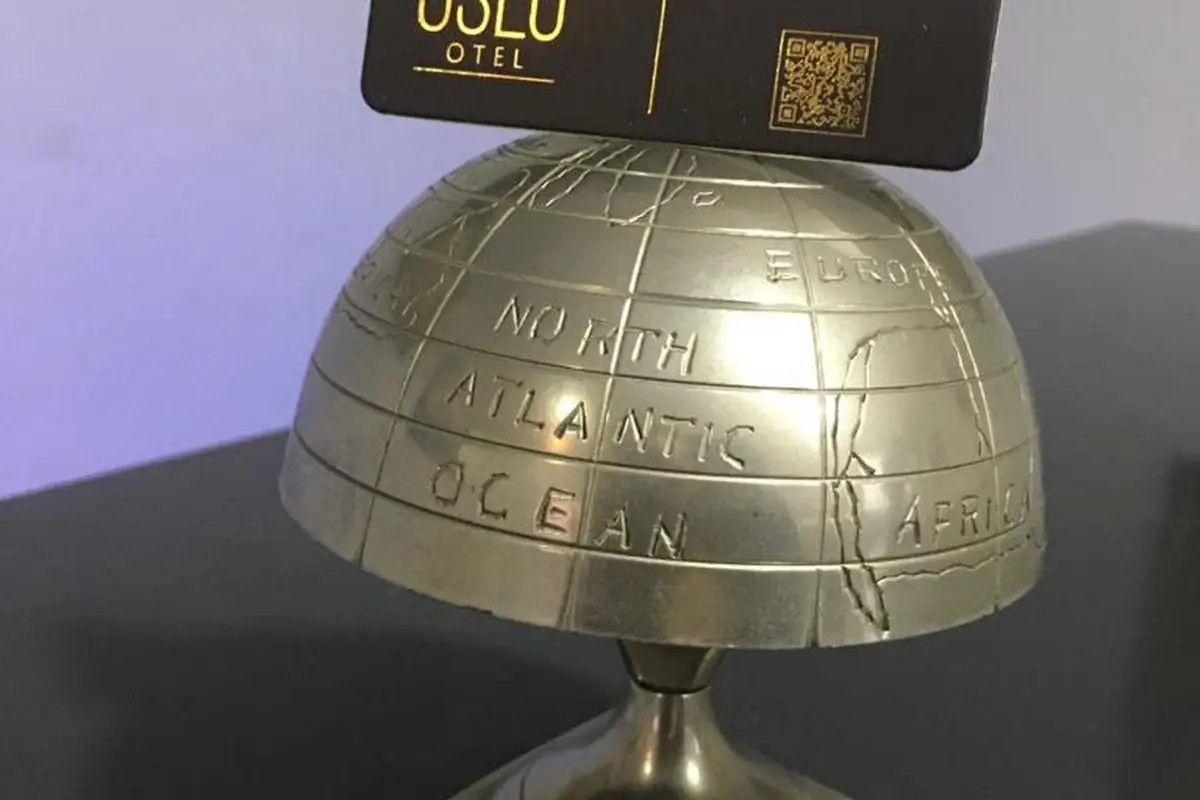 OSLO
OTEL
EUROPE
NORTH
ATLANTIC
OCEAN
AFRICA